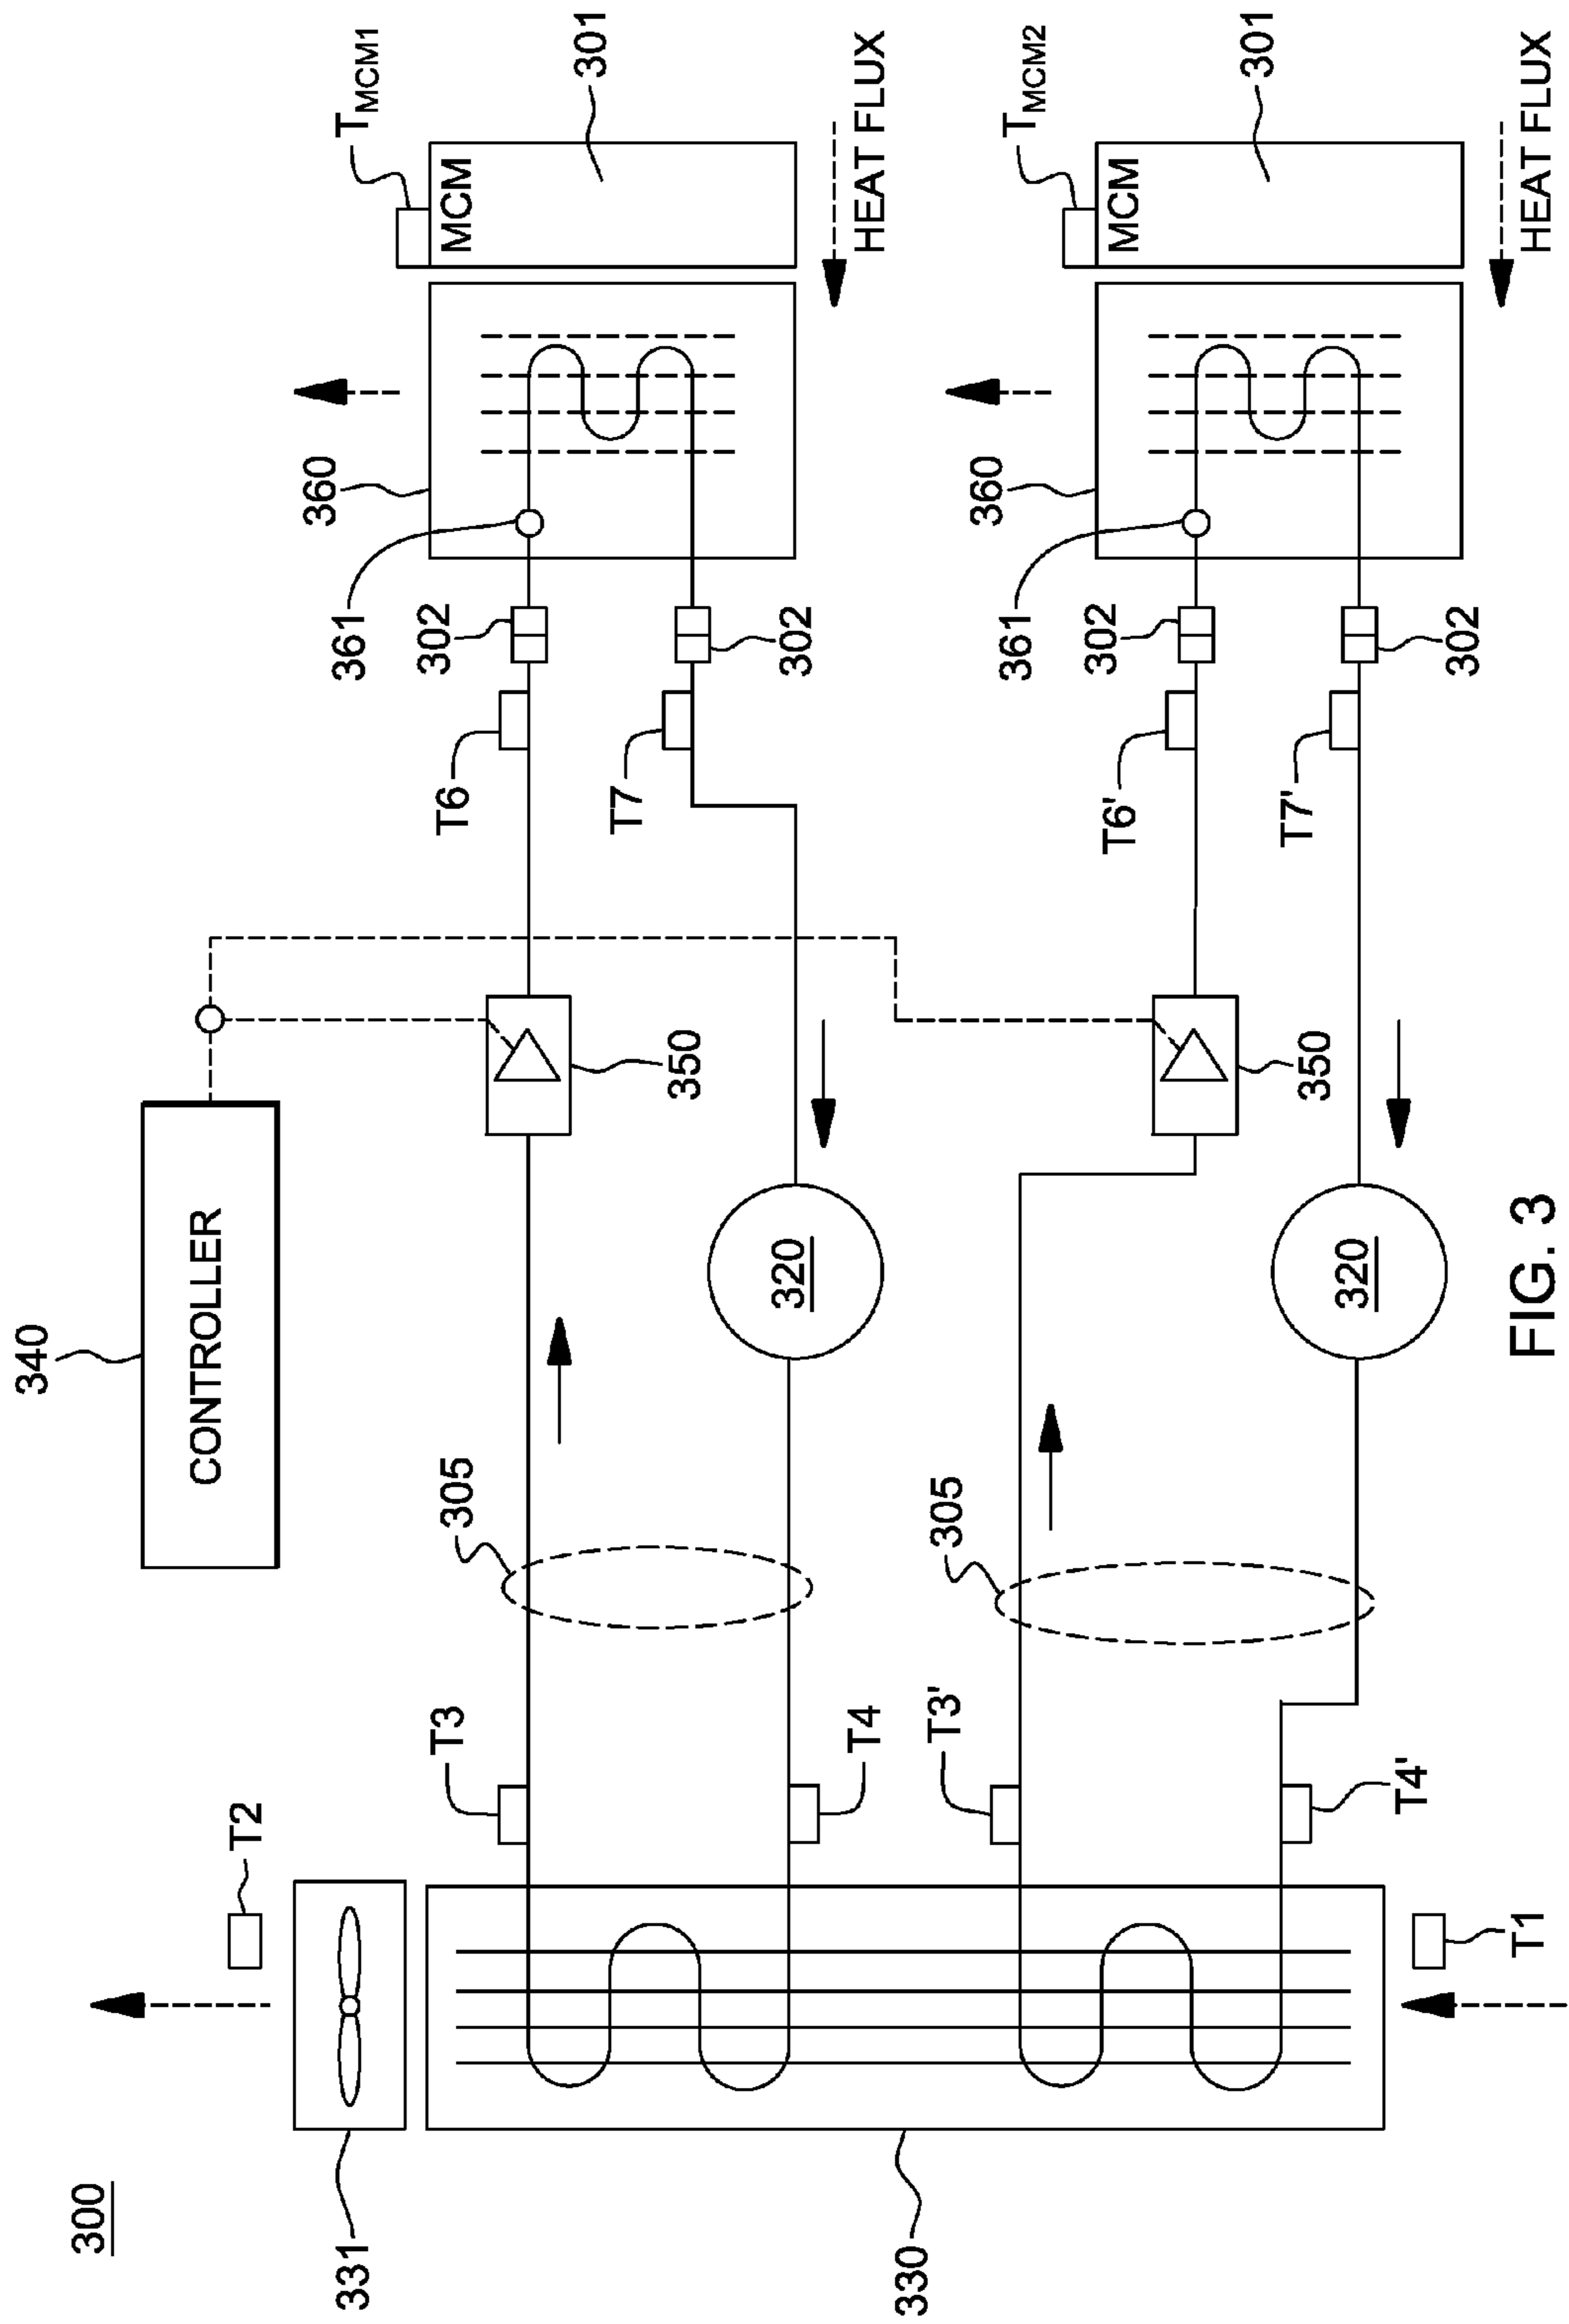 300
331
330
T2
T1
T3
T4
T3'
T4'
305
305
340
CONTROLLER
320
320
350
350
T6
T7
T6'
T7'
361
302
302
361
302
302
360
360
T_MCM1
MCM
301
HEAT FLUX
T_MCM2
MCM
301
HEAT FLUX
FIG. 3